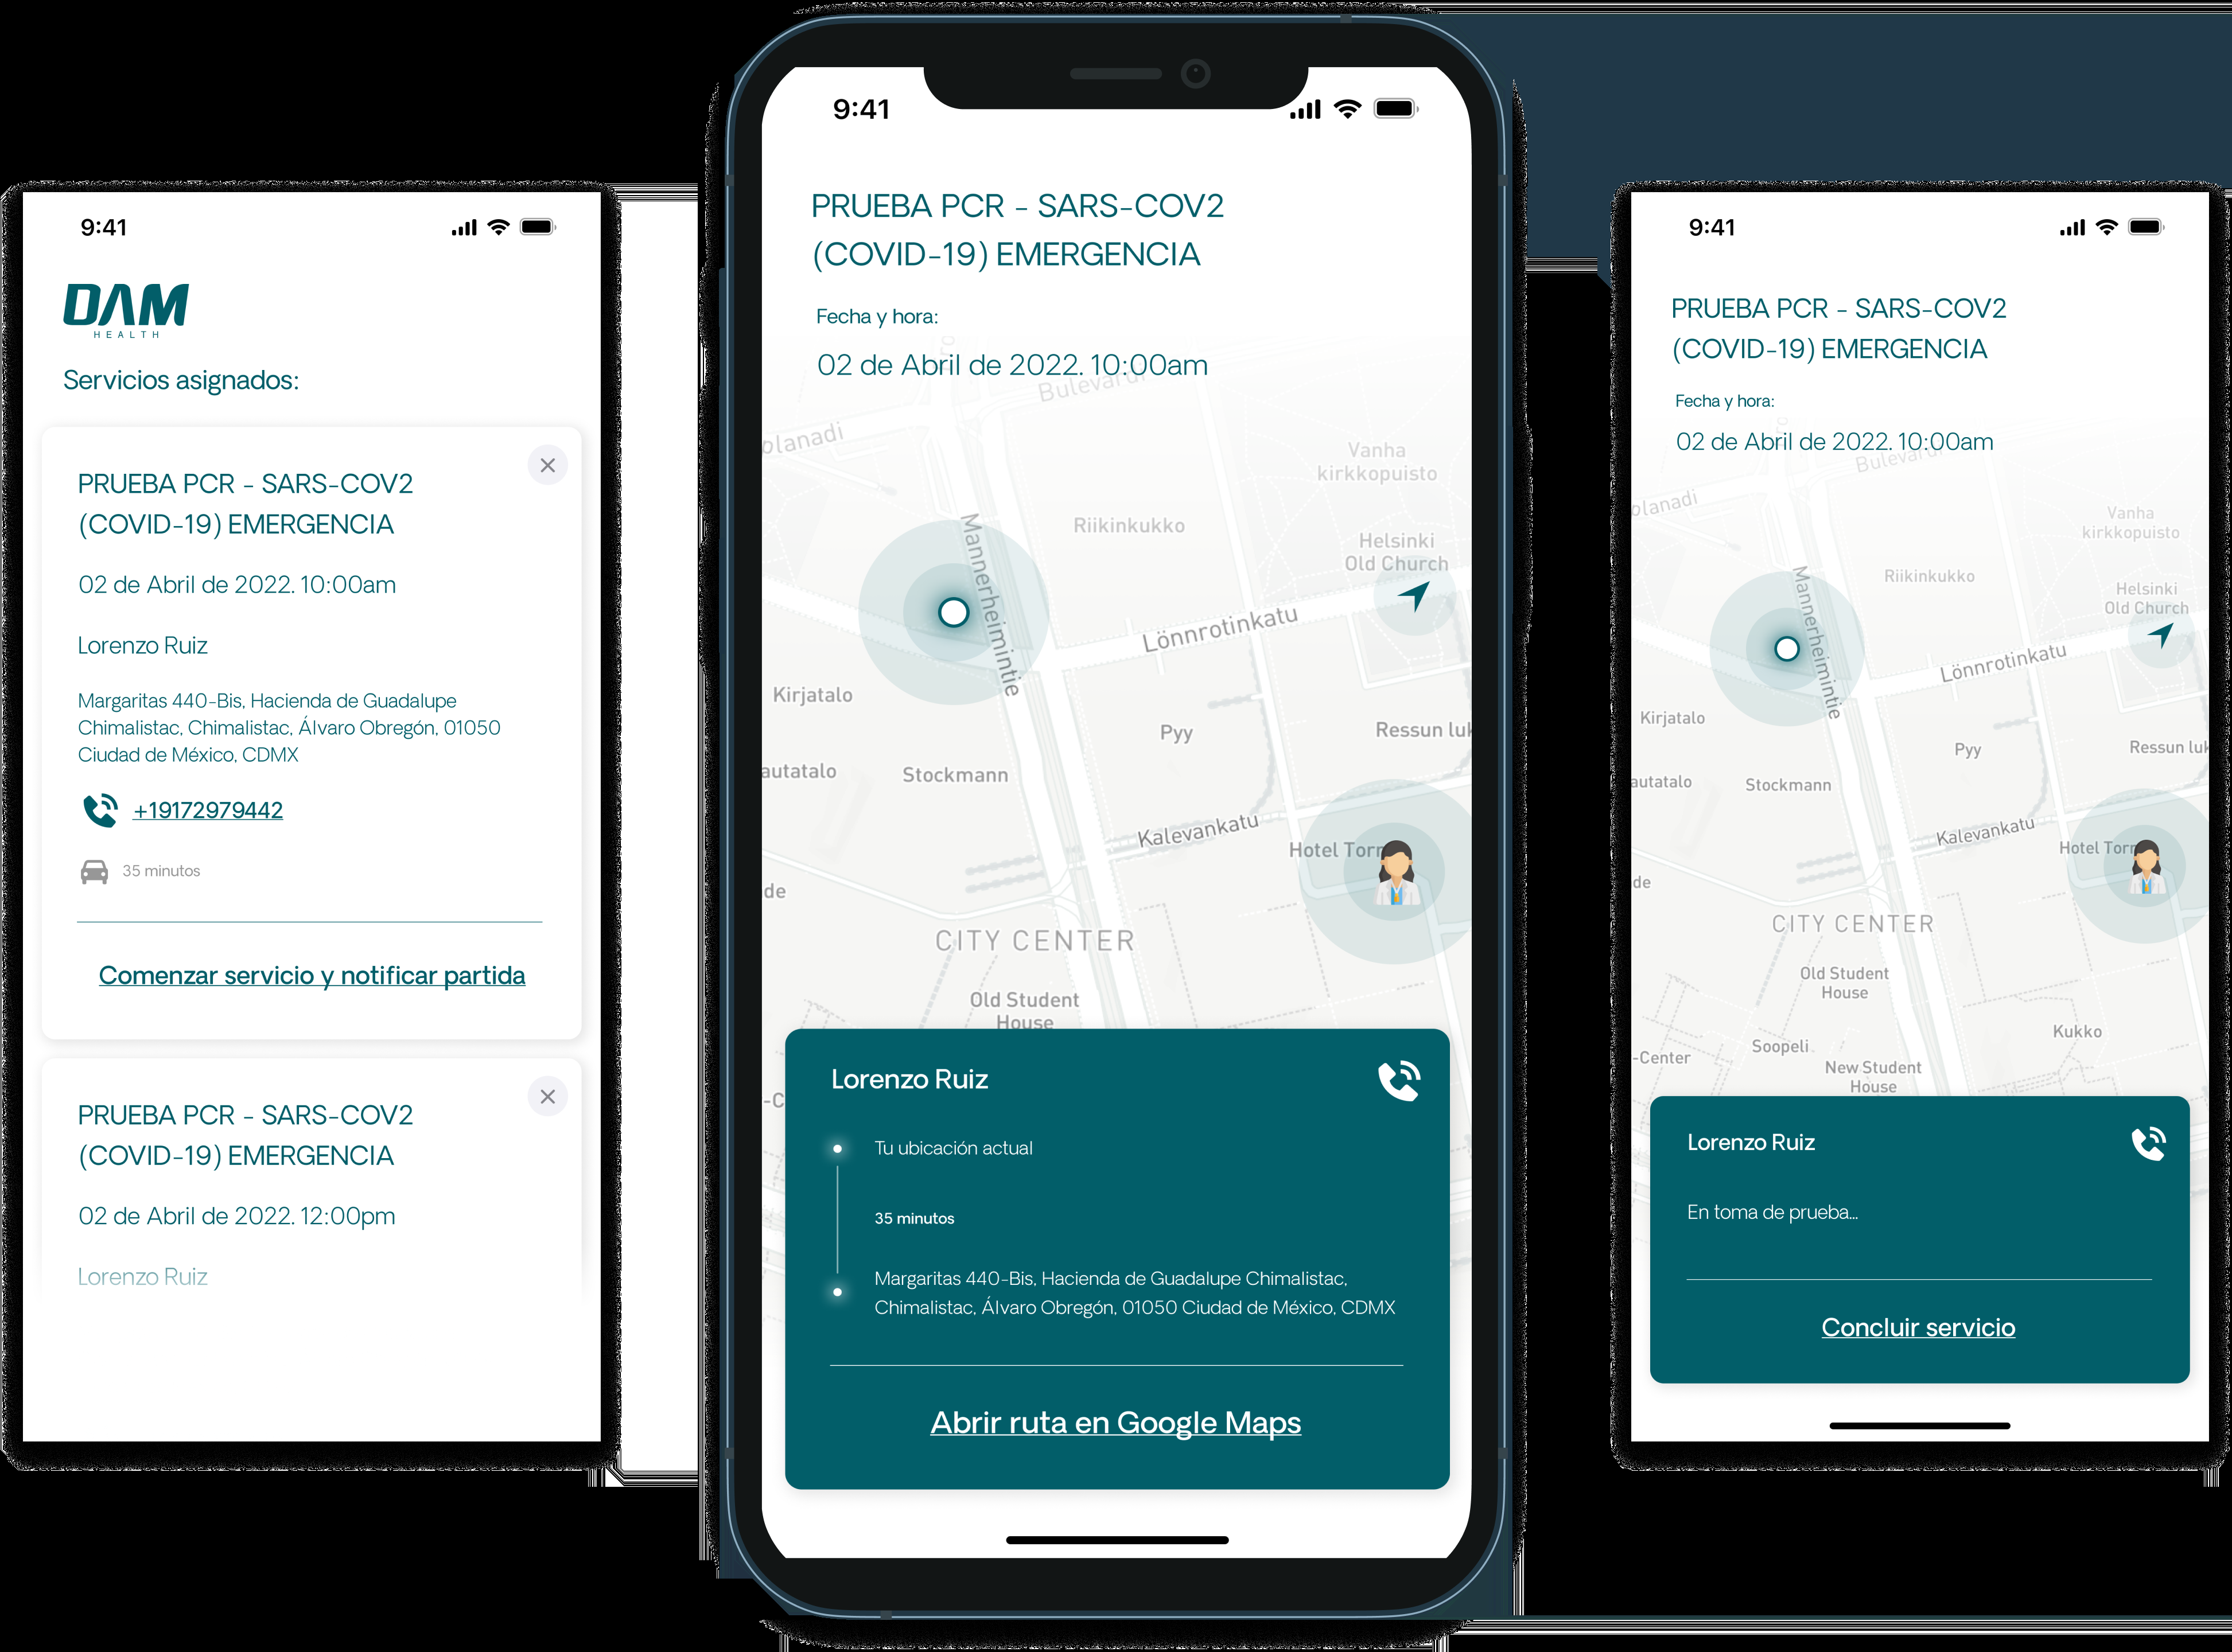 9:41
DAM
HEALTH
Servicios asignados:
PRUEBA PCR - SARS-COV2
(COVID-19) EMERGENCIA
02 de Abril de 2022. 10:00am
Lorenzo Ruiz
Margaritas 440-Bis, Hacienda de Guadalupe
Chimalistac, Chimalistac, Álvaro Obregón, 01050
Ciudad de México, CDMX
+19172979442
35 minutos
Comenzar servicio y notificar partida
PRUEBA PCR - SARS-COV2
(COVID-19) EMERGENCIA
02 de Abril de 2022. 12:00pm
Lorenzo Ruiz
9:41
PRUEBA PCR - SARS-COV2
(COVID-19) EMERGENCIA
Fecha y hora:
02 de Abril de 2022. 10:00am
Bulevardi
olanadi
Vanha
kirkkopuisto
Mannerheimintie
Riikinkukko
Helsinki
Old Church
Lönnrotinkatu
Kirjatalo
Pyy
Ressun luk
autatalo
Stockmann
Kalevankatu
Hotel Torn
de
CITY CENTER
Old Student
House
-C
Lorenzo Ruiz
Tu ubicación actual
35 minutos
Margaritas 440-Bis, Hacienda de Guadalupe Chimalistac,
Chimalistac, Álvaro Obregón, 01050 Ciudad de México, CDMX
Abrir ruta en Google Maps
9:41
PRUEBA PCR - SARS-COV2
(COVID-19) EMERGENCIA
Fecha y hora:
02 de Abril de 2022. 10:00am
Bulevardi
olanadi
Vanha
kirkkopuisto
Mannerheimintie
Riikinkukko
Helsinki
Old Church
Lönnrotinkatu
Kirjatalo
Pyy
Ressun luk
autatalo
Stockmann
Kalevankatu
Hotel Torn
de
CITY CENTER
Old Student
House
Kukko
Soopeli
-Center
New Student
House
Lorenzo Ruiz
En toma de prueba...
Concluir servicio